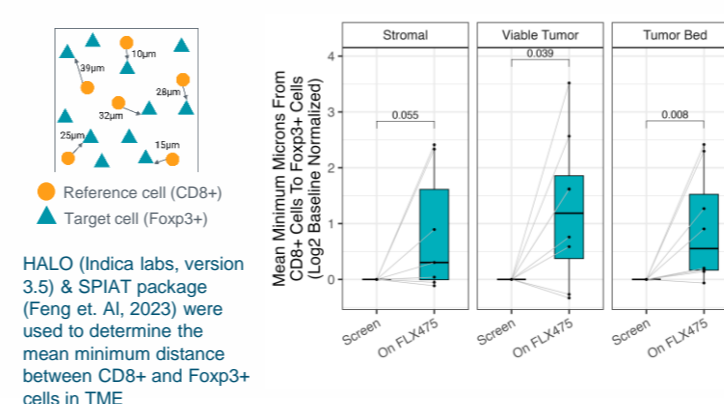 10µm
39µm
28µm
32µm
25µm
15µm
Reference cell (CD8+)
Target cell (Foxp3+)
HALO (Indica labs, version
3.5) & SPIAT package
(Feng et. Al, 2023) were
used to determine the
mean minimum distance
between CD8+ and Foxp3+
cells in TME
Mean Minimum Microns From
CD8+ Cells To Foxp3+ Cells
(Log2 Baseline Normalized)
Stromal
Viable Tumor
Tumor Bed
4
3
2
1
0
0.055
0.039
0.008
Screen
On FLX475
Screen
On FLX475
Screen
On FLX475